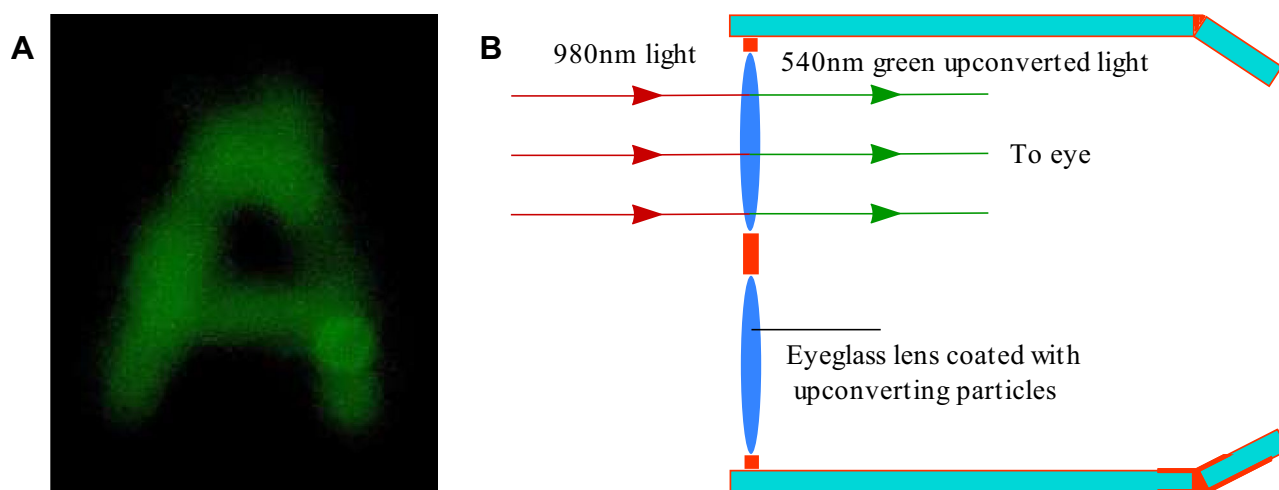 A
B
980nm light
540nm green upconverted light
To eye
Eyeglass lens coated with
upconverting particles
A